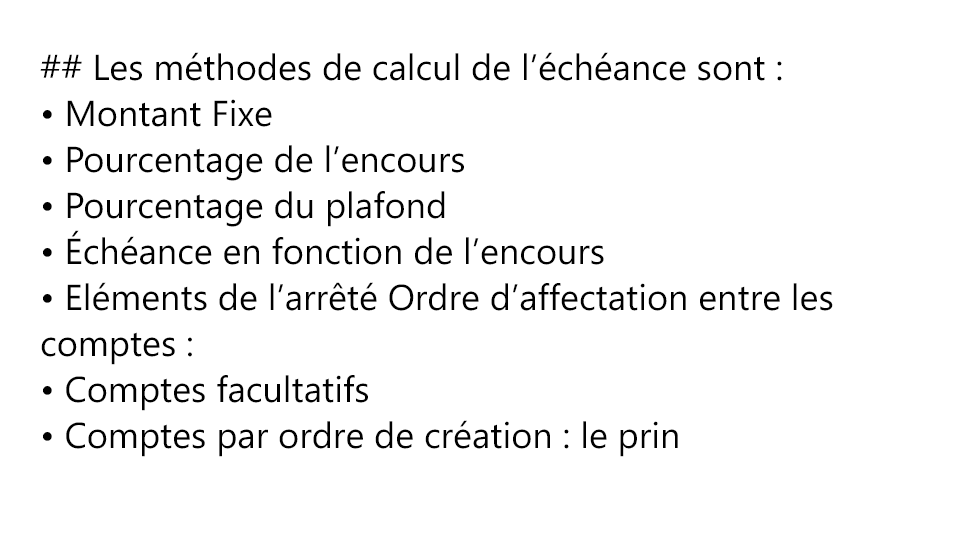 ## Les méthodes de calcul de l’échéance sont :
• Montant Fixe
• Pourcentage de l’encours
• Pourcentage du plafond
• Échéance en fonction de l’encours
• Eléments de l’arrêté Ordre d’affectation entre les
comptes :
• Comptes facultatifs
• Comptes par ordre de création : le prin